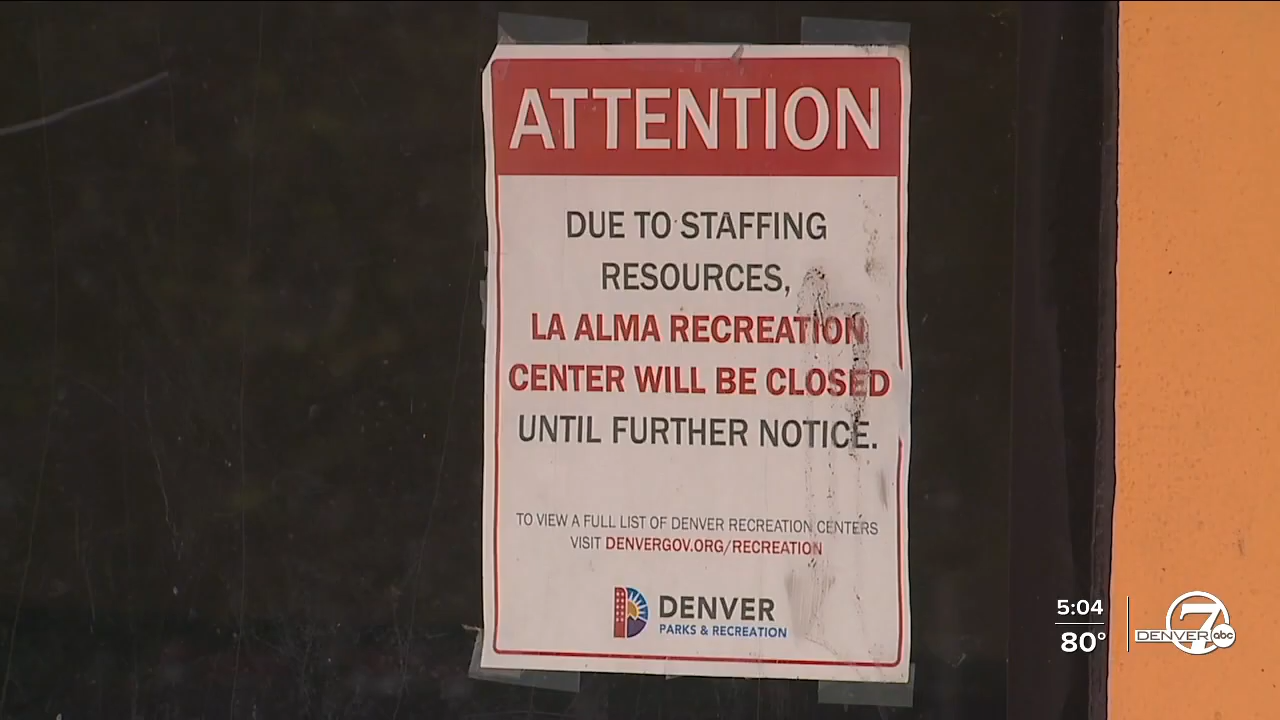 ATTENTION
DUE TO STAFFING
RESOURCES,
LA ALMA RECREATION
CENTER WILL BE CLOSED
UNTIL FURTHER NOTICE.
TO VIEW A FULL LIST OF DENVER RECREATION CENTERS
VISIT DENVERGOV.ORG/RECREATION
DENVER
PARKS & RECREATION
5:04
80°
7
DENVER abc